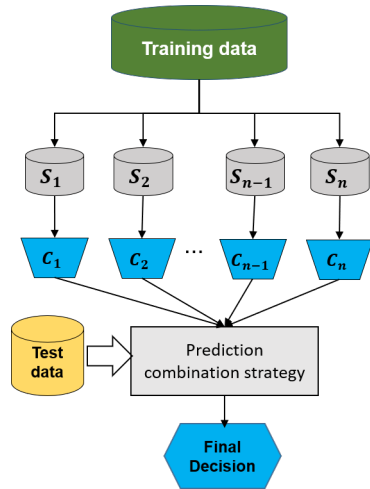 Training data
S₁ S₂ Sₙ₋₁ Sₙ
C₁ C₂ ... Cₙ₋₁ Cₙ
Test
data
Prediction
combination strategy
Final
Decision